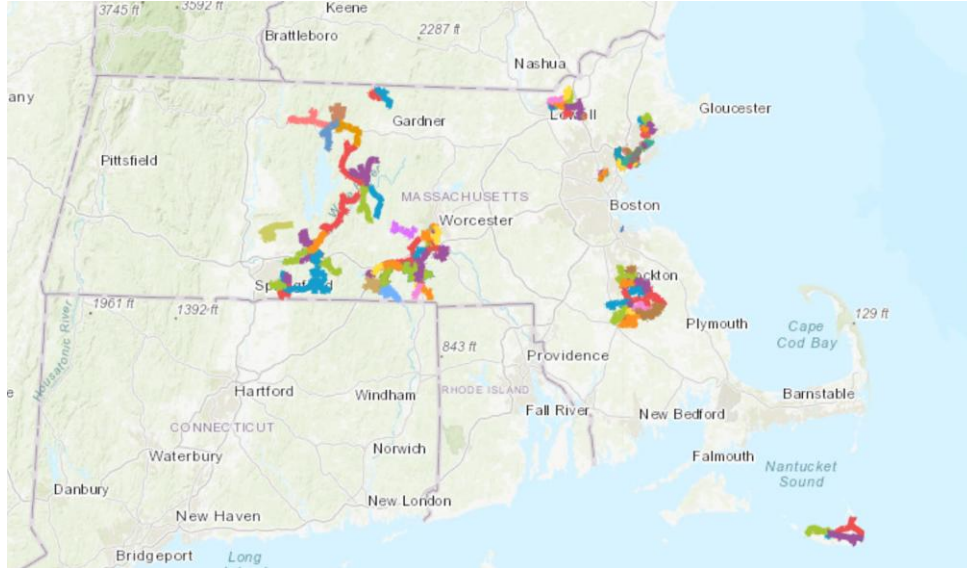 3745 ft
3592 ft
Keene
Brattleboro
2287 ft
Nashua
any
Gardner
Gloucester
Pittsfield
MASSACHUSETTS
Worcester
Boston
1961 ft
1392 ft
Plymouth
Cape
Cod Bay
129 ft
843 ft
Housatonic River
Providence
Hartford
Windham
RHODE ISLAND
Barnstable
Fall River
New Bedford
CONNECTICUT
Waterbury
Norwich
Falmouth
Nantucket
Sound
Danbury
New London
New Haven
Bridgeport
Long